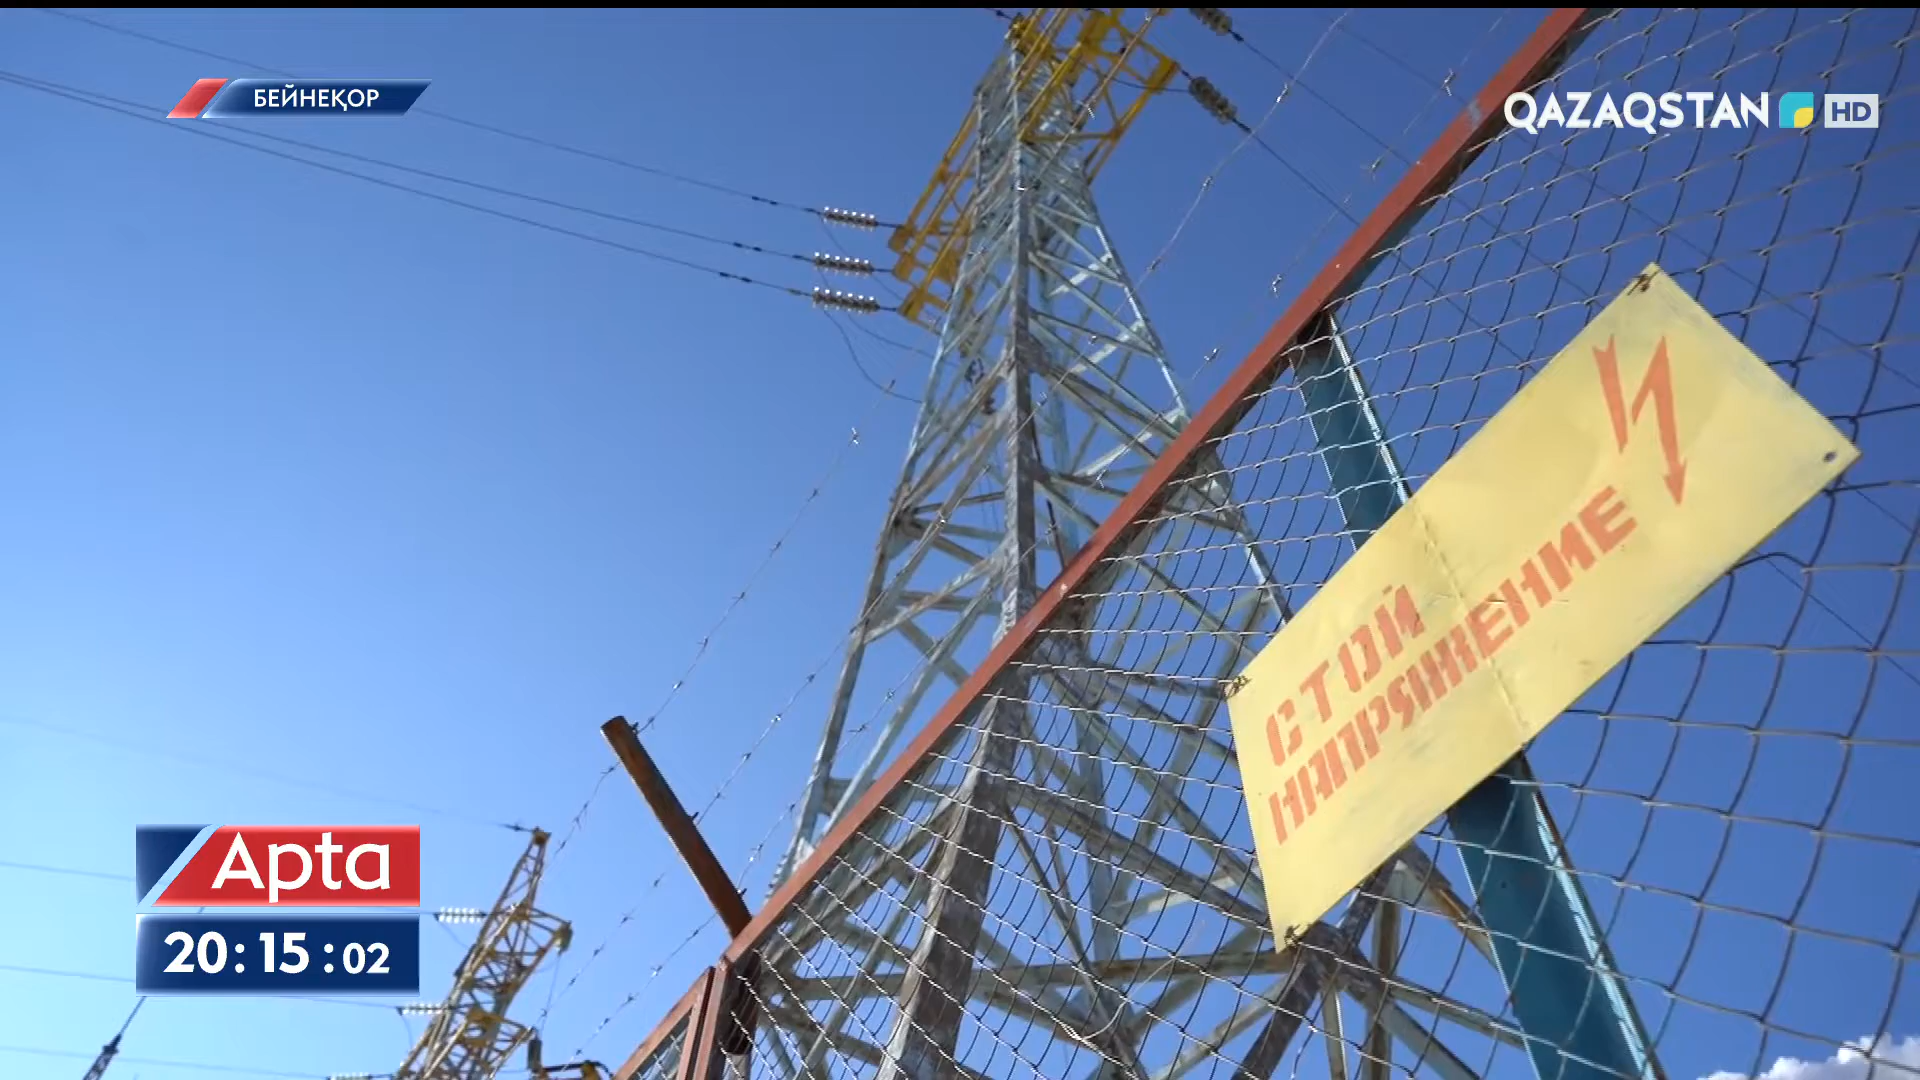 БЕЙНЕҚОР
QAZAQSTAN HD
СТОЙ
НАПРЯЖЕНИЕ
Apta
20:15:02